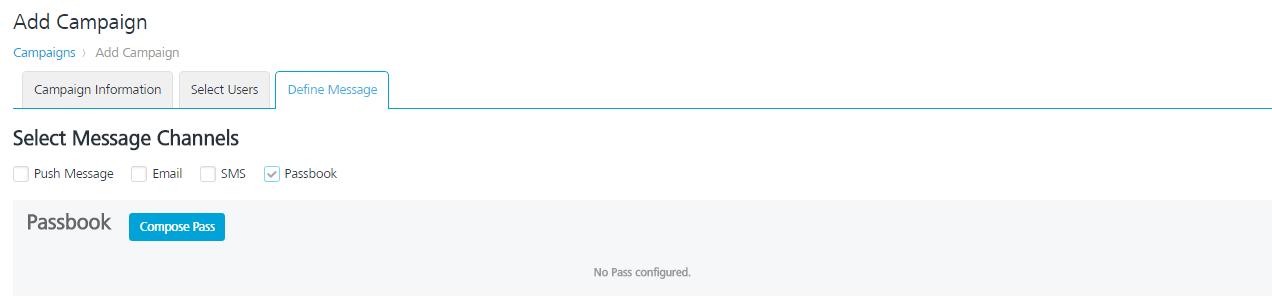 Add Campaign
Campaigns 〉 Add Campaign
Campaign Information Select Users Define Message
Select Message Channels
Push Message Email SMS Passbook
Passbook Compose Pass
No Pass configured.